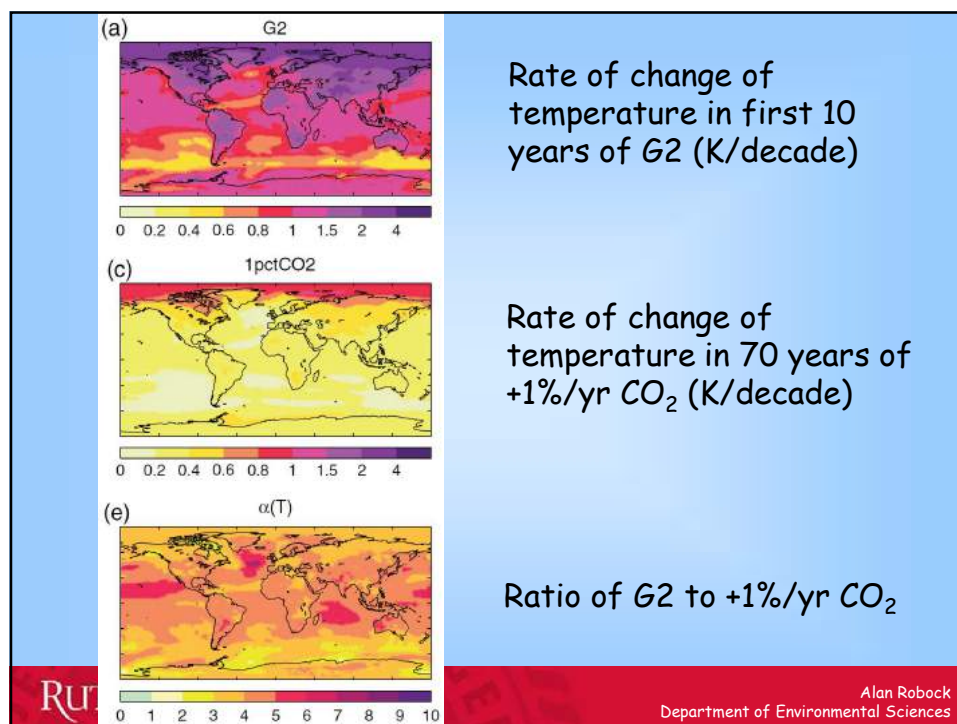 (a)
G2
0 0.2 0.4 0.6 0.8 1 1.5 2 4
Rate of change of
temperature in first 10
years of G2 (K/decade)
(c)
1pctCO2
0 0.2 0.4 0.6 0.8 1 1.5 2 4
Rate of change of
temperature in 70 years of
+1%/yr CO₂ (K/decade)
(e)
α(T)
0 1 2 3 4 5 6 7 8 9 10
Ratio of G2 to +1%/yr CO₂
Alan Robock
Department of Environmental Sciences